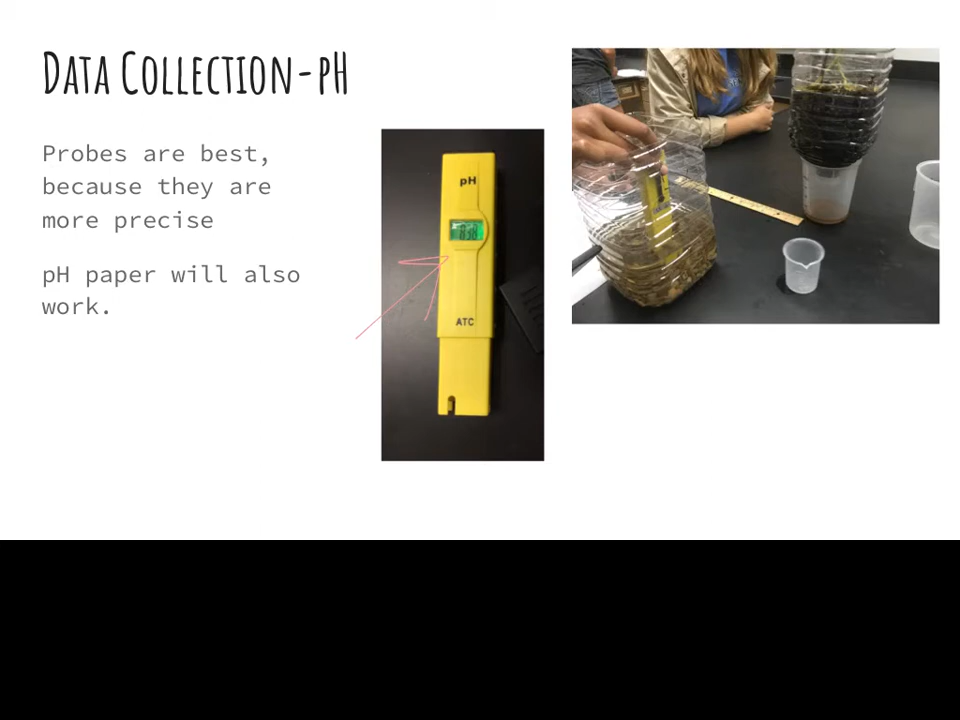 Data Collection-pH
Probes are best,
because they are
more precise
pH paper will also
work.
pH
ATC